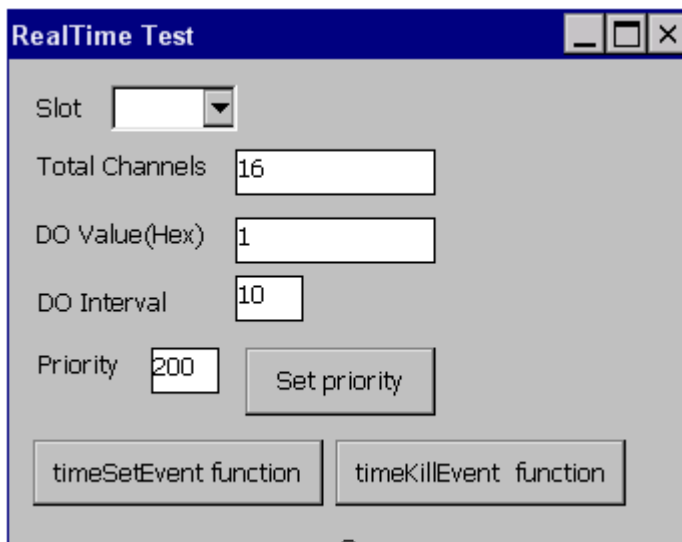 RealTime Test
Slot
Total Channels 16
DO Value(Hex) 1
DO Interval 10
Priority 200 Set priority
timeSetEvent function timeKillEvent function